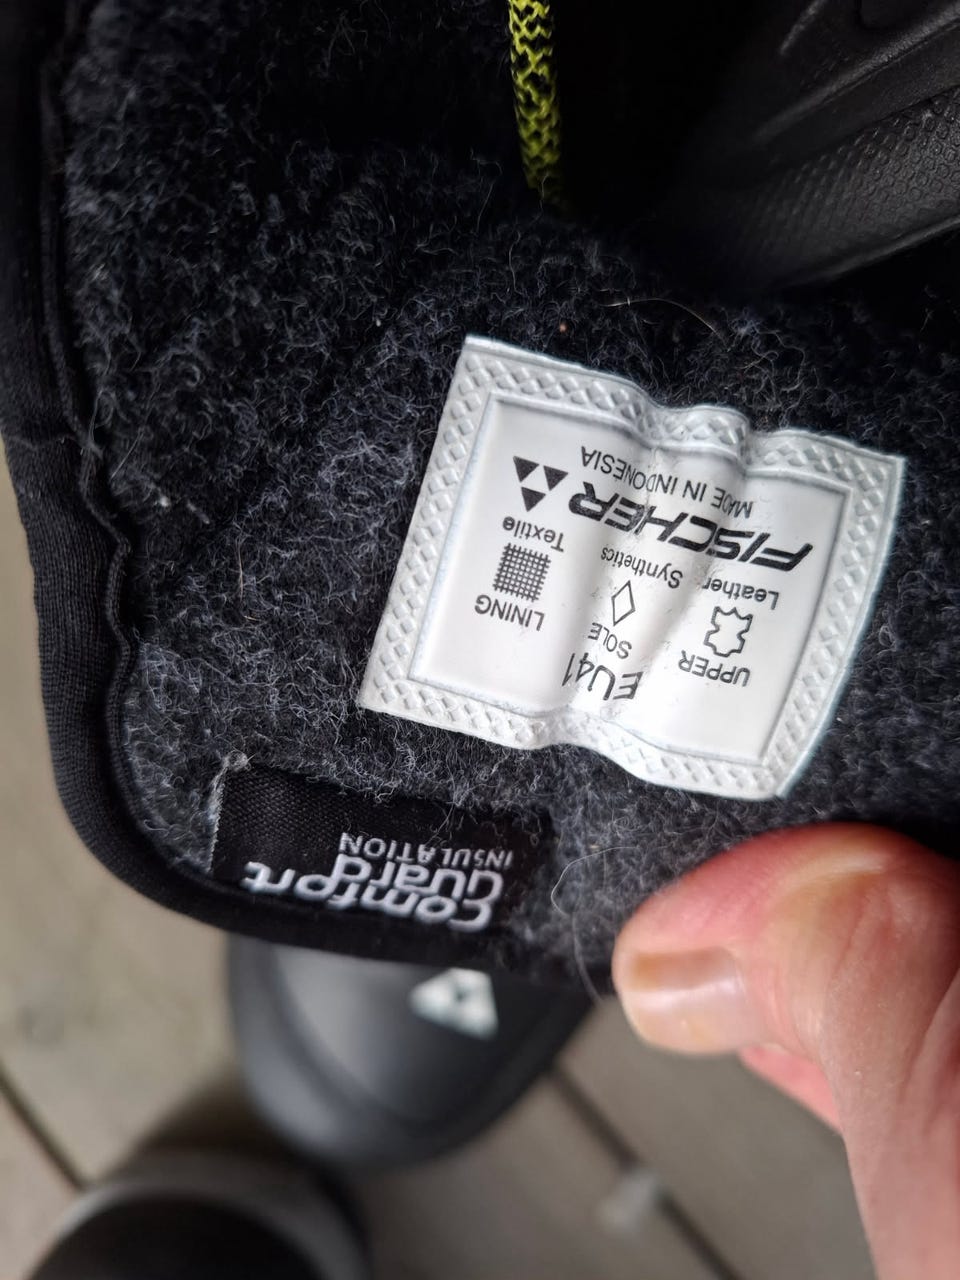 EU41
UPPER SOLE LINING
Leather Synthetics Textile
FISCHER
MADE IN INDONESIA
Comfort
GUARD
INSULATION